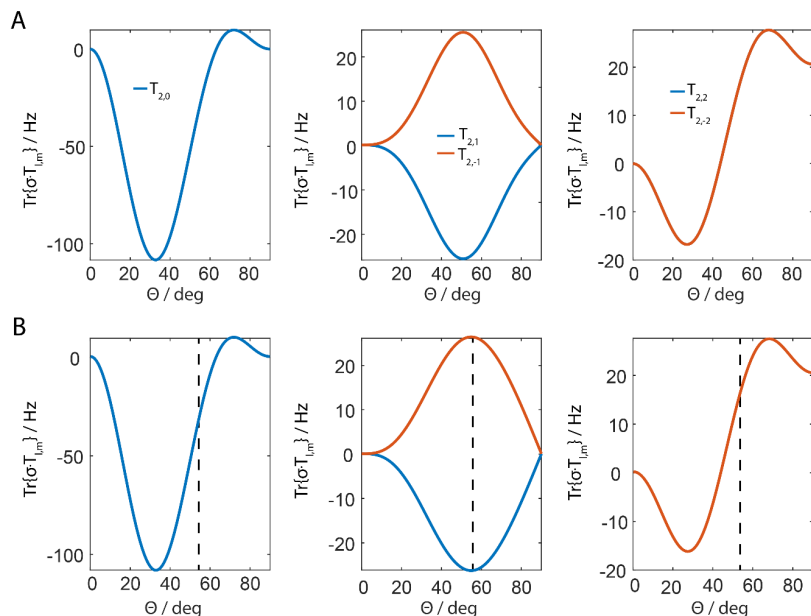 A
Tr{σ·T_l,m} / Hz
0
-50
-100
T_2,0
0 20 40 60 80
Θ / deg
Tr{σ·T_l,m} / Hz
20
10
0
-10
-20
T_2,1
T_2,-1
0 20 40 60 80
Θ / deg
Tr{σ·T_l,m} / Hz
20
10
0
-10
-20
T_2,2
T_2,-2
0 20 40 60 80
Θ / deg
B
Tr{σ·T_l,m} / Hz
0
-50
-100
0 20 40 60 80
Θ / deg
Tr{σ·T_l,m} / Hz
20
10
0
-10
-20
0 20 40 60 80
Θ / deg
Tr{σ·T_l,m} / Hz
20
10
0
-10
-20
0 20 40 60 80
Θ / deg